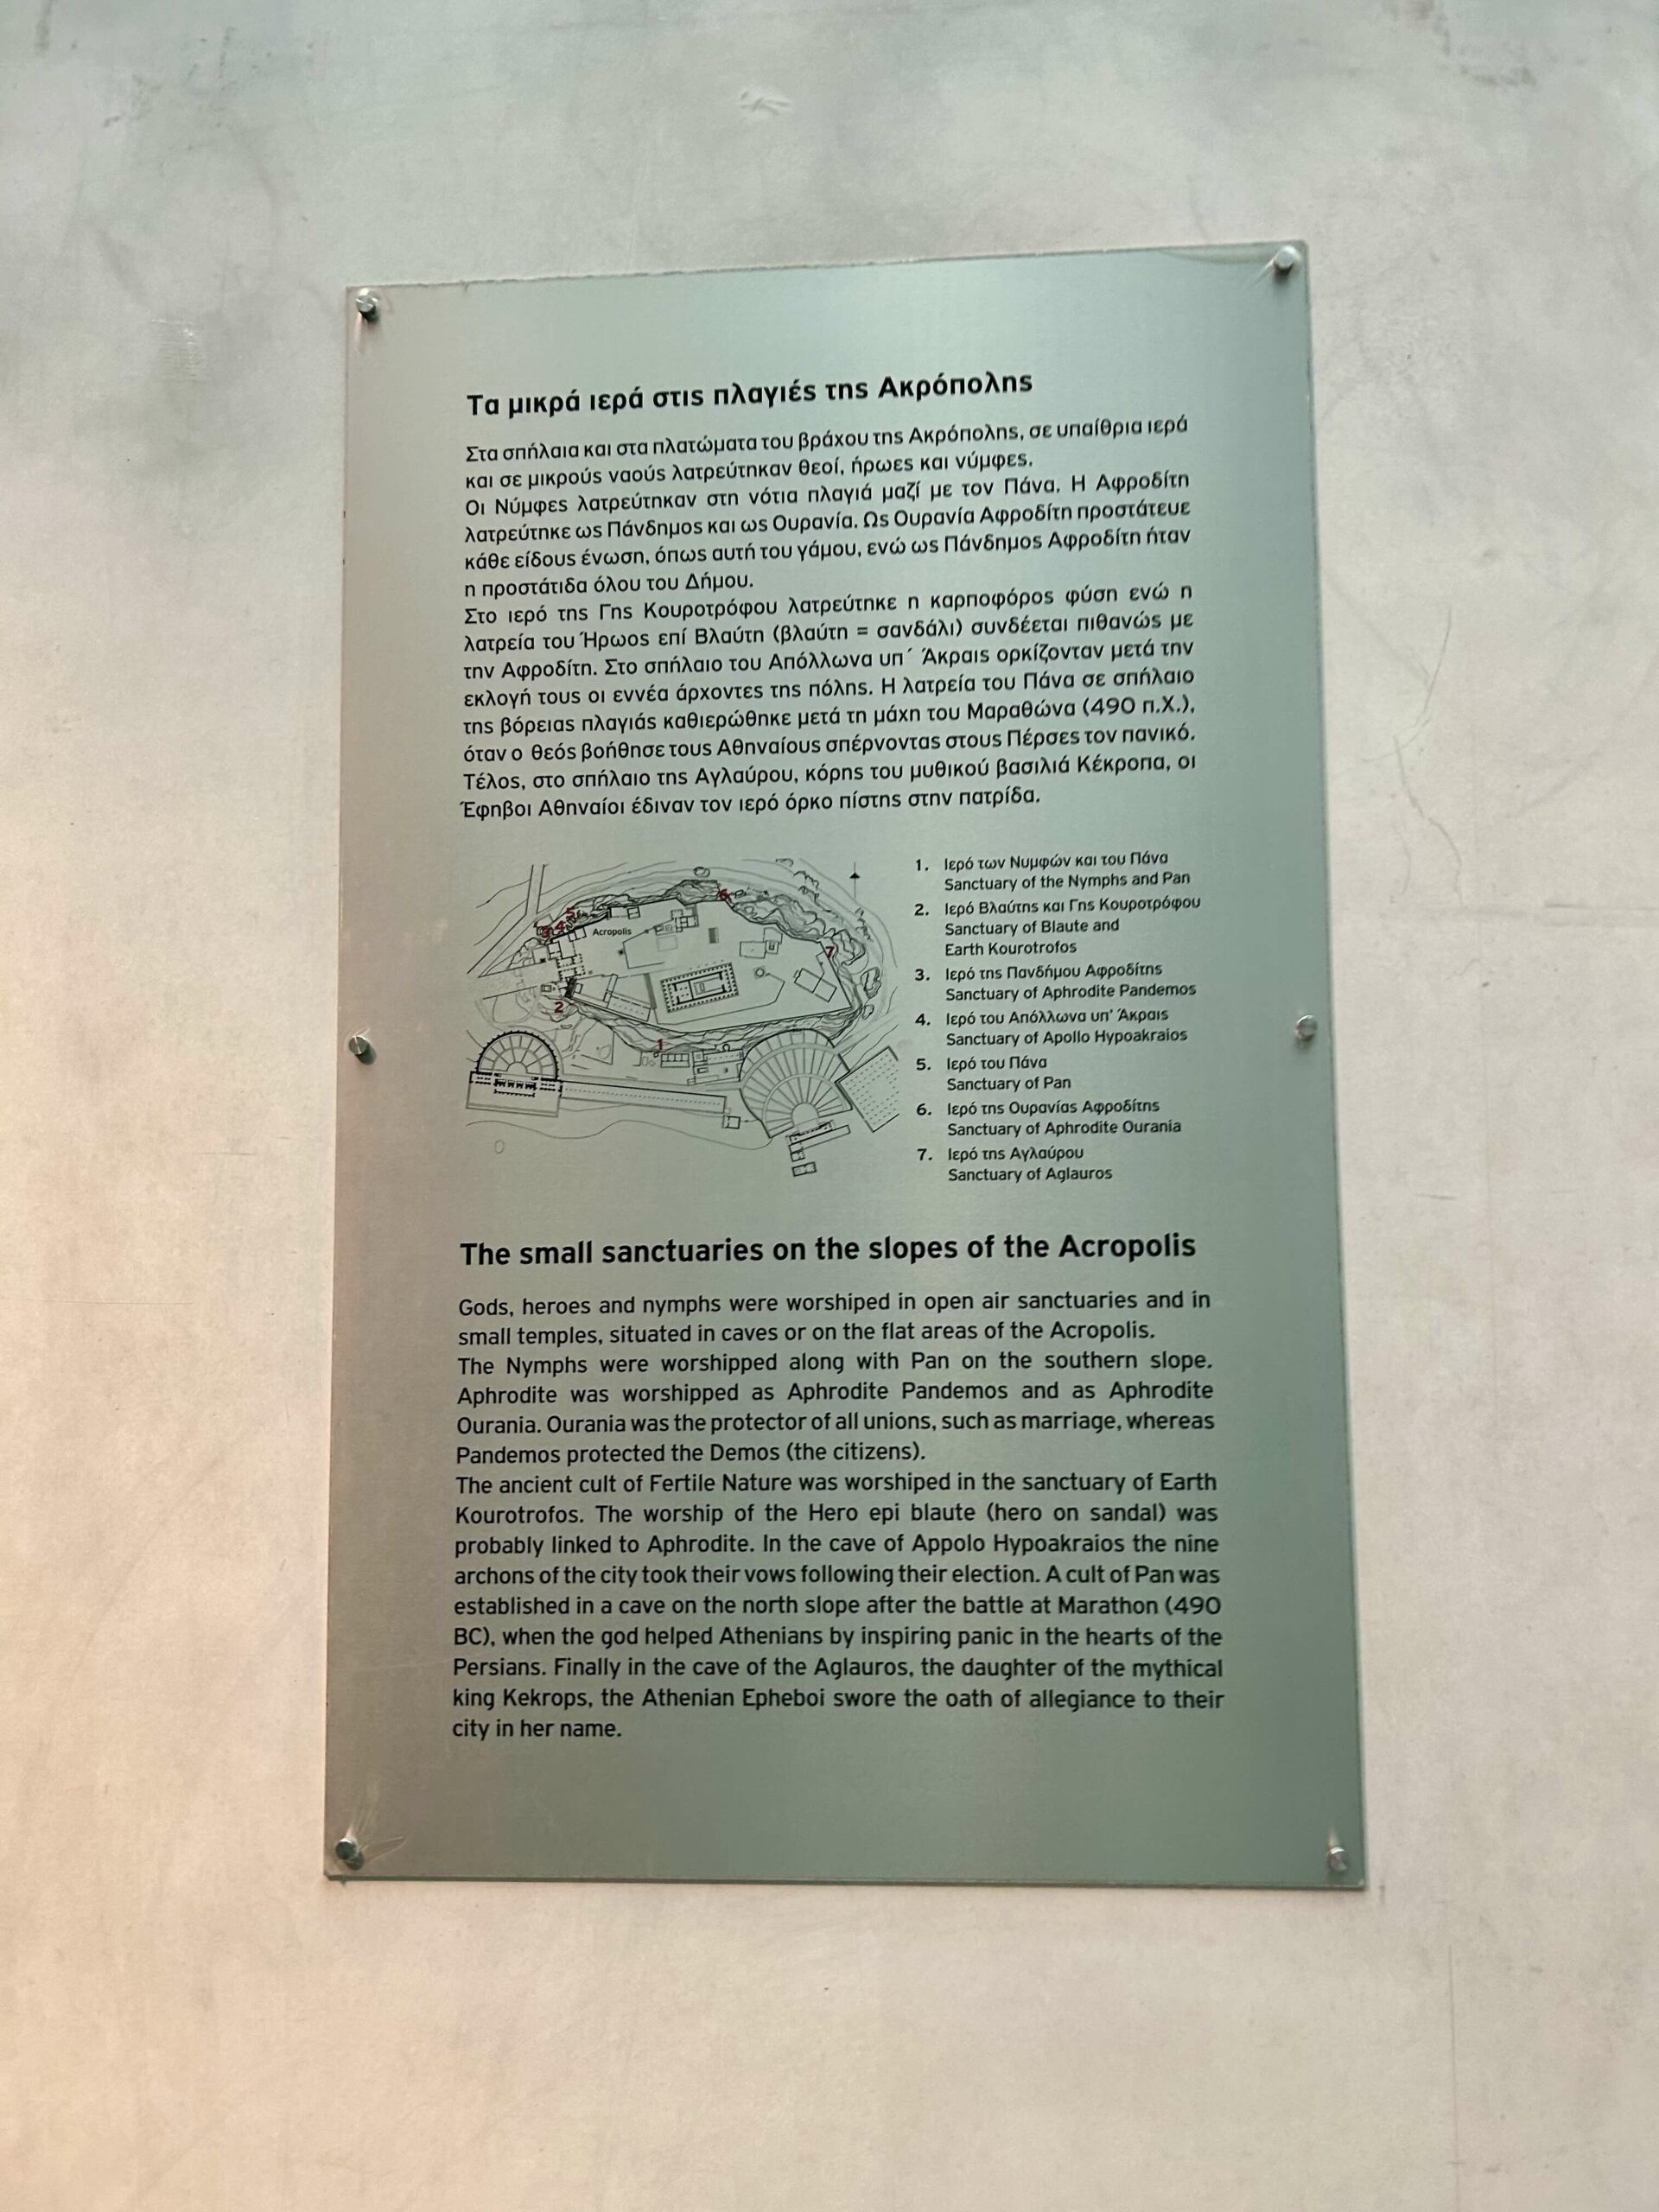 Τα μικρά ιερά στις πλαγιές της Ακρόπολης
Στα σπήλαια και στα πλατώματα του βράχου της Ακρόπολης, σε υπαίθρια ιερά
και σε μικρούς ναούς λατρεύτηκαν θεοί, ήρωες και νύμφες.
Οι Νύμφες λατρεύτηκαν στη νότια πλαγιά μαζί με τον Πάνα. Η Αφροδίτη
λατρεύτηκε ως Πάνδημος και ως Ουρανία. Ως Ουρανία Αφροδίτη προστάτευε
κάθε είδους ένωση, όπως αυτή του γάμου, ενώ ως Πάνδημος Αφροδίτη ήταν
η προστάτιδα όλου του Δήμου.
Στο ιερό της Γης Κουροτρόφου λατρεύτηκε η καρποφόρος φύση ενώ η
λατρεία του Ήρωος επί Βλαύτη (βλαύτη = σανδάλι) συνδέεται πιθανώς με
την Αφροδίτη. Στο σπήλαιο του Απόλλωνα υπ΄ Άκραις ορκίζονταν μετά την
εκλογή τους οι εννέα άρχοντες της πόλης. Η λατρεία του Πάνα σε σπήλαιο
της βόρειας πλαγιάς καθιερώθηκε μετά τη μάχη του Μαραθώνα (490 π.Χ.),
όταν ο θεός βοήθησε τους Αθηναίους σπέρνοντας στους Πέρσες τον πανικό.
Τέλος, στο σπήλαιο της Αγλαύρου, κόρης του μυθικού βασιλιά Κέκροπα, οι
Έφηβοι Αθηναίοι έδιναν τον ιερό όρκο πίστης στην πατρίδα.
6
5
4
3
Acropolis
7
2
1
1. Ιερό των Νυμφών και του Πάνα
Sanctuary of the Nymphs and Pan
2. Ιερό Βλαύτης και Γης Κουροτρόφου
Sanctuary of Blaute and
Earth Kourotrofos
3. Ιερό της Πανδήμου Αφροδίτης
Sanctuary of Aphrodite Pandemos
4. Ιερό του Απόλλωνα υπ' Άκραις
Sanctuary of Apollo Hypoakraios
5. Ιερό του Πάνα
Sanctuary of Pan
6. Ιερό της Ουρανίας Αφροδίτης
Sanctuary of Aphrodite Ourania
7. Ιερό της Αγλαύρου
Sanctuary of Aglauros
The small sanctuaries on the slopes of the Acropolis
Gods, heroes and nymphs were worshiped in open air sanctuaries and in
small temples, situated in caves or on the flat areas of the Acropolis.
The Nymphs were worshipped along with Pan on the southern slope.
Aphrodite was worshipped as Aphrodite Pandemos and as Aphrodite
Ourania. Ourania was the protector of all unions, such as marriage, whereas
Pandemos protected the Demos (the citizens).
The ancient cult of Fertile Nature was worshiped in the sanctuary of Earth
Kourotrofos. The worship of the Hero epi blaute (hero on sandal) was
probably linked to Aphrodite. In the cave of Appolo Hypoakraios the nine
archons of the city took their vows following their election. A cult of Pan was
established in a cave on the north slope after the battle at Marathon (490
BC), when the god helped Athenians by inspiring panic in the hearts of the
Persians. Finally in the cave of the Aglauros, the daughter of the mythical
king Kekrops, the Athenian Epheboi swore the oath of allegiance to their
city in her name.